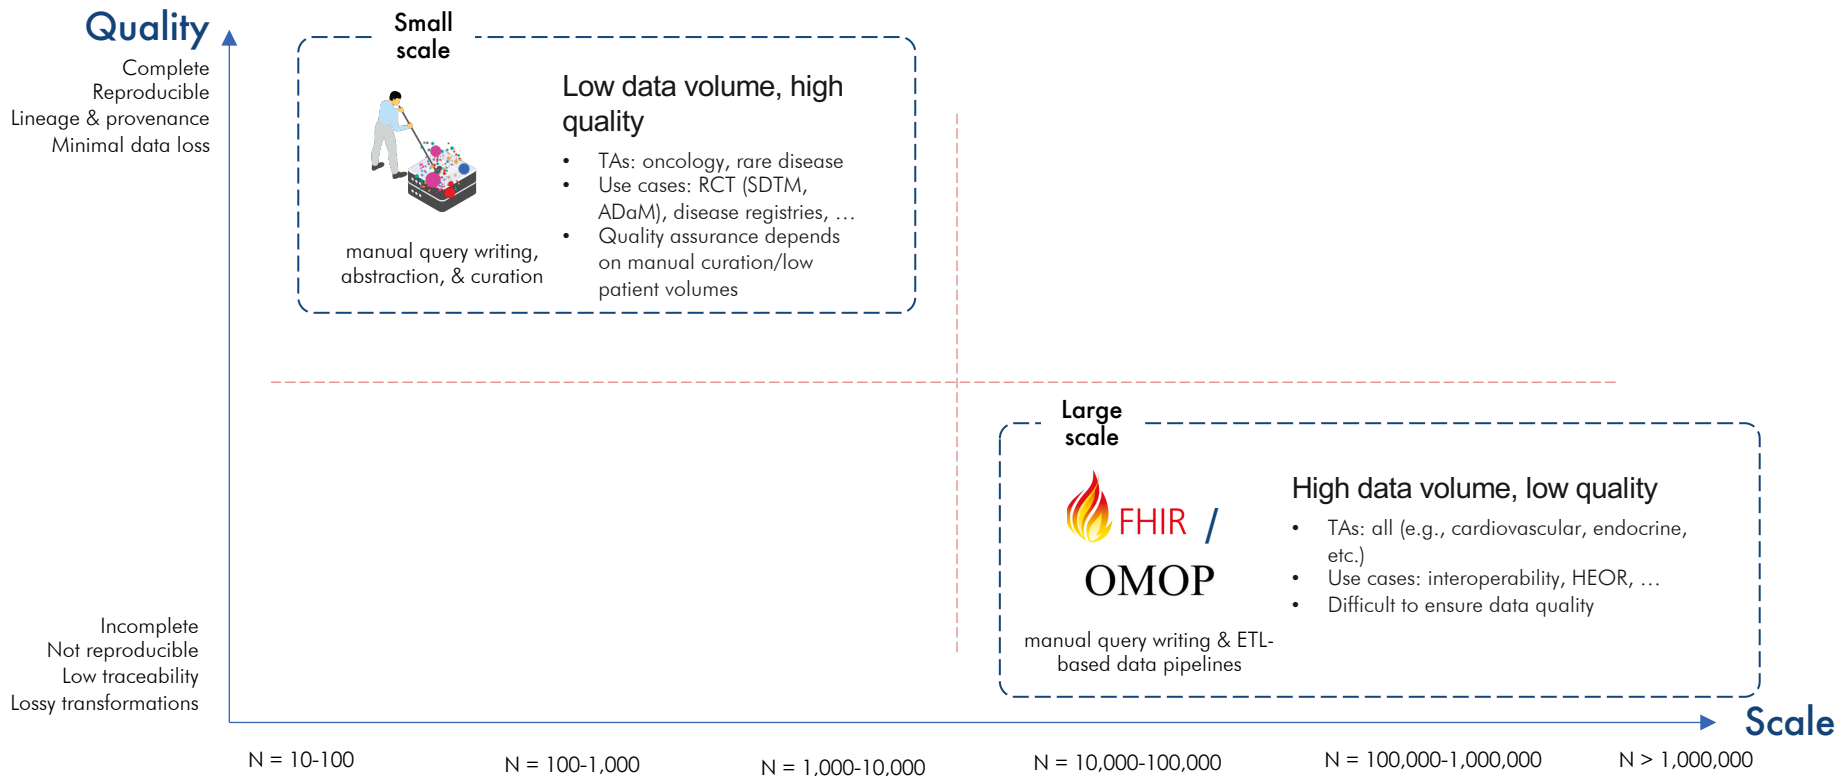 Quality
Complete
Reproducible
Lineage & provenance
Minimal data loss
Small
scale
manual query writing,
abstraction, & curation
Low data volume, high
quality
• TAs: oncology, rare disease
• Use cases: RCT (SDTM,
ADaM), disease registries, …
• Quality assurance depends
on manual curation/low
patient volumes
Large
scale
FHIR /
OMOP
manual query writing & ETL-
based data pipelines
High data volume, low quality
• TAs: all (e.g., cardiovascular, endocrine,
etc.)
• Use cases: interoperability, HEOR, …
• Difficult to ensure data quality
Incomplete
Not reproducible
Low traceability
Lossy transformations
Scale
N = 10-100
N = 100-1,000
N = 1,000-10,000
N = 10,000-100,000
N = 100,000-1,000,000
N > 1,000,000